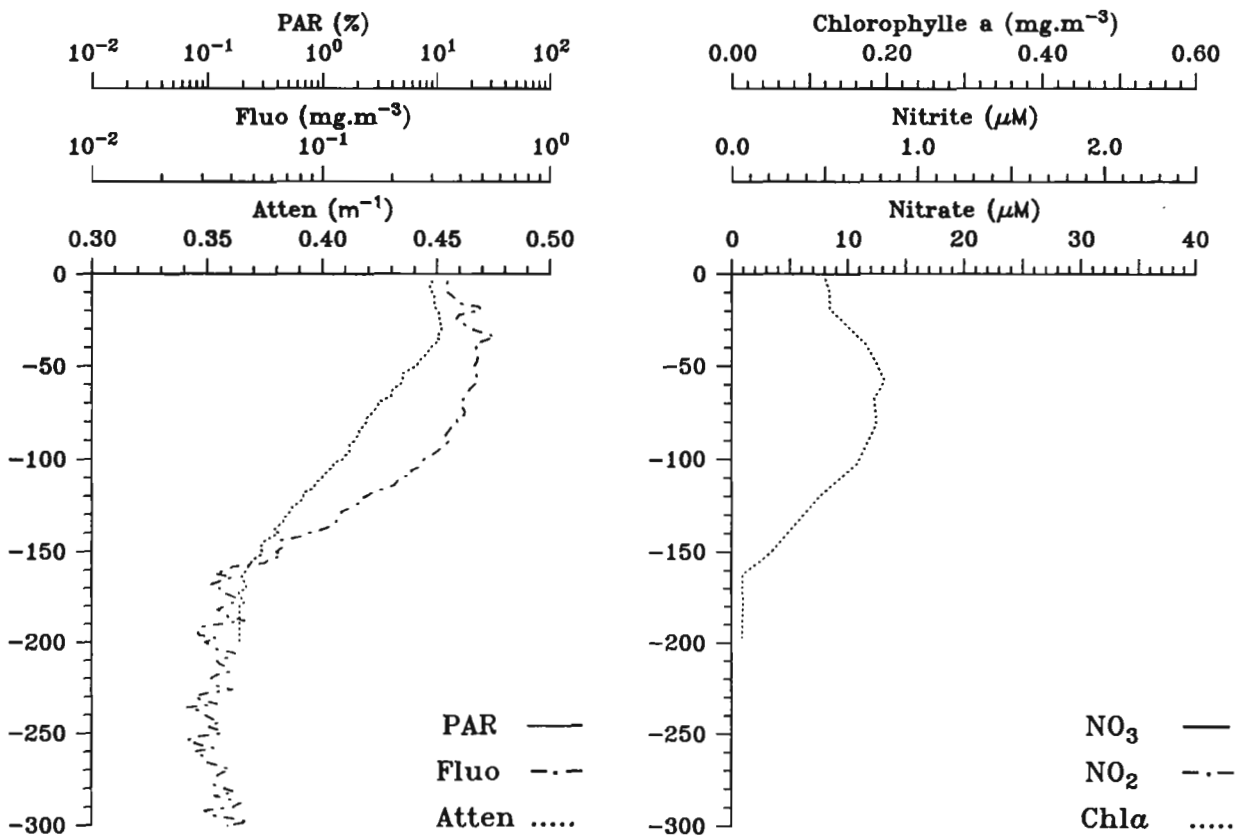 PAR (%)
10⁻² 10⁻¹ 10⁰ 10¹ 10²
Fluo (mg.m⁻³)
10⁻² 10⁻¹ 10⁰
Atten (m⁻¹)
0.30 0.35 0.40 0.45 0.50
0
−50
−100
−150
−200
−250
−300
PAR
Fluo
Atten
Chlorophylle a (mg.m⁻³)
0.00 0.20 0.40 0.60
Nitrite (μM)
0.0 1.0 2.0
Nitrate (μM)
0 10 20 30 40
0
−50
−100
−150
−200
−250
−300
NO₃
NO₂
Chla